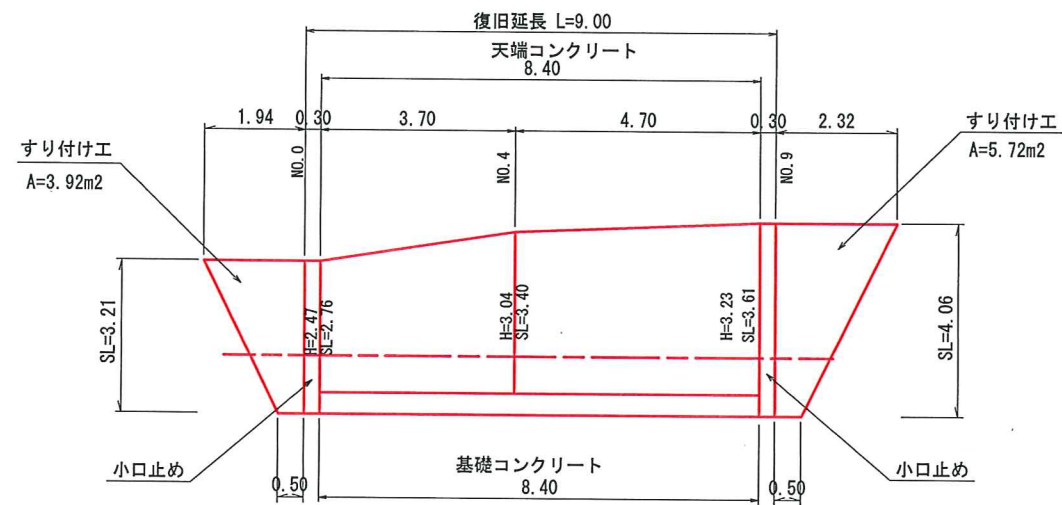 復旧延長 L=9.00
天端コンクリート
8.40
1.94
0.30
3.70
4.70
0.30
2.32
すり付け工
A=3.92m2
すり付け工
A=5.72m2
NO.0
NO.4
NO.9
SL=3.21
H=2.47
SL=2.76
H=3.04
SL=3.40
H=3.23
SL=3.61
SL=4.06
小口止め
基礎コンクリート
小口止め
0.50
8.40
0.50